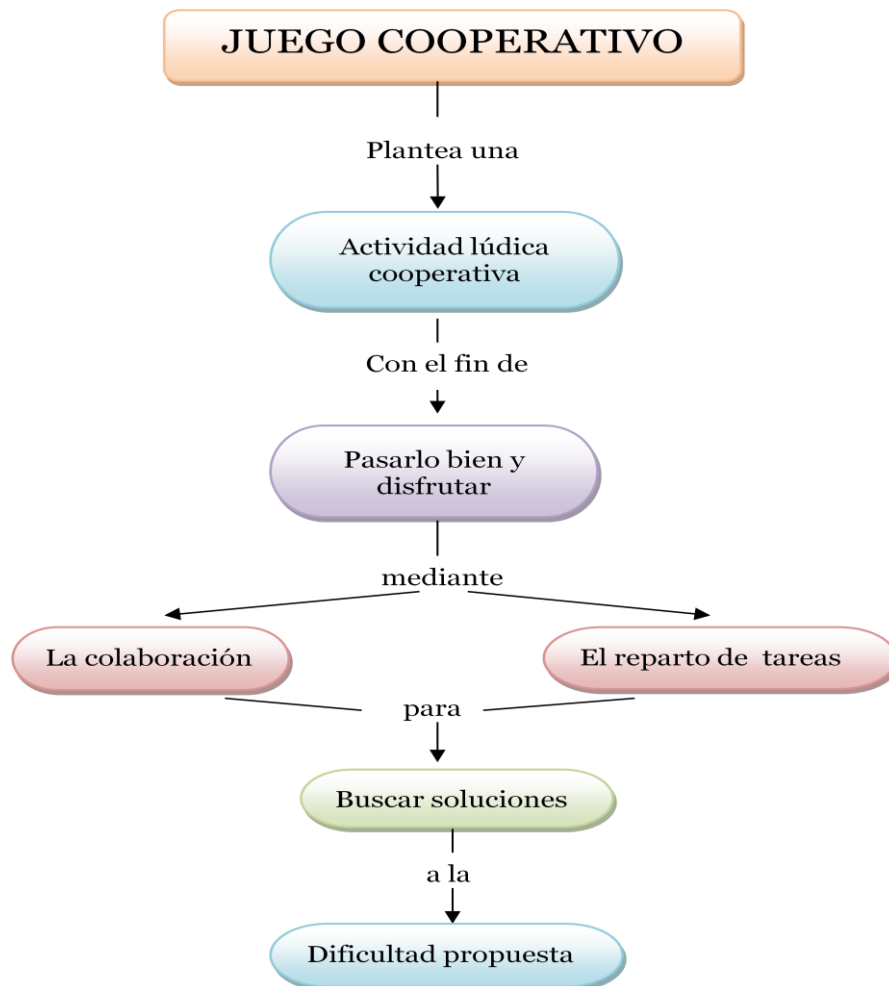 JUEGO COOPERATIVO
Plantea una
Actividad lúdica
cooperativa
Con el fin de
Pasarlo bien y
disfrutar
mediante
La colaboración
El reparto de tareas
para
Buscar soluciones
a la
Dificultad propuesta